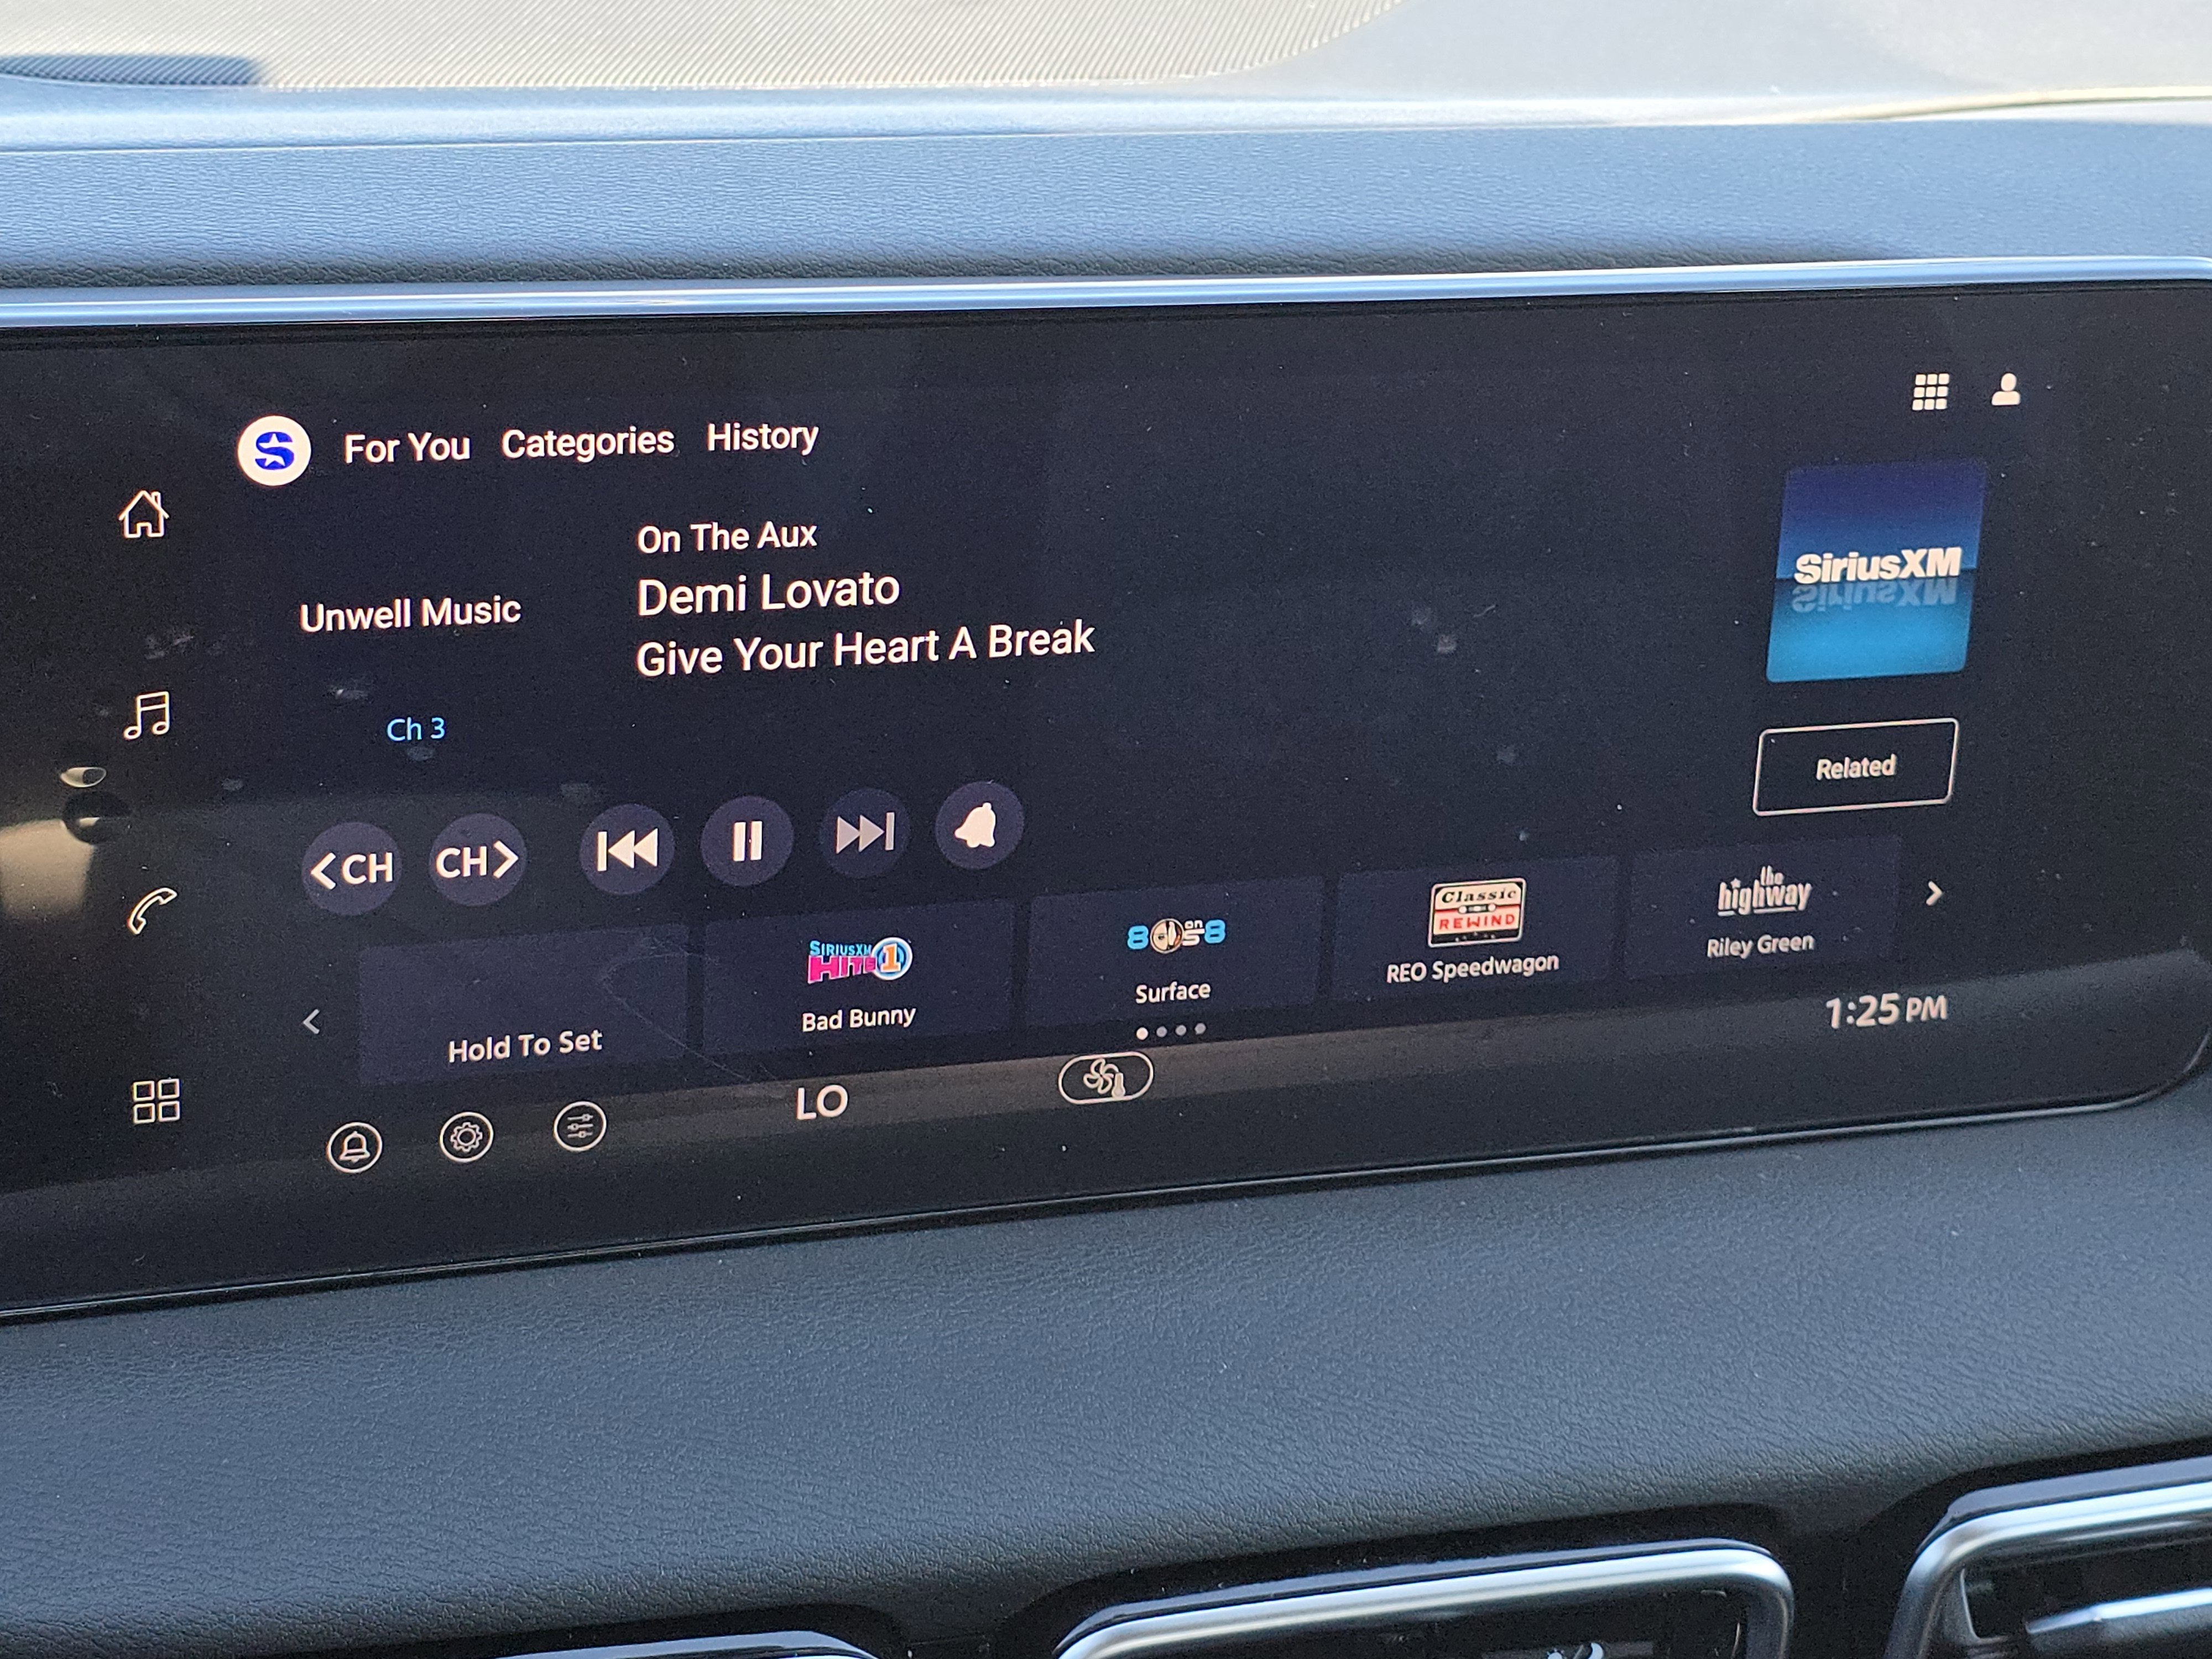 For You Categories History
On The Aux
Demi Lovato
Give Your Heart A Break
Unwell Music
Ch 3
SiriusXM
Related
<CH CH>
Hold To Set
SIRIUSXM
HITS 1
Bad Bunny
80s on 8
Surface
Classic
REWIND
REO Speedwagon
the
highway
Riley Green
1:25 PM
LO